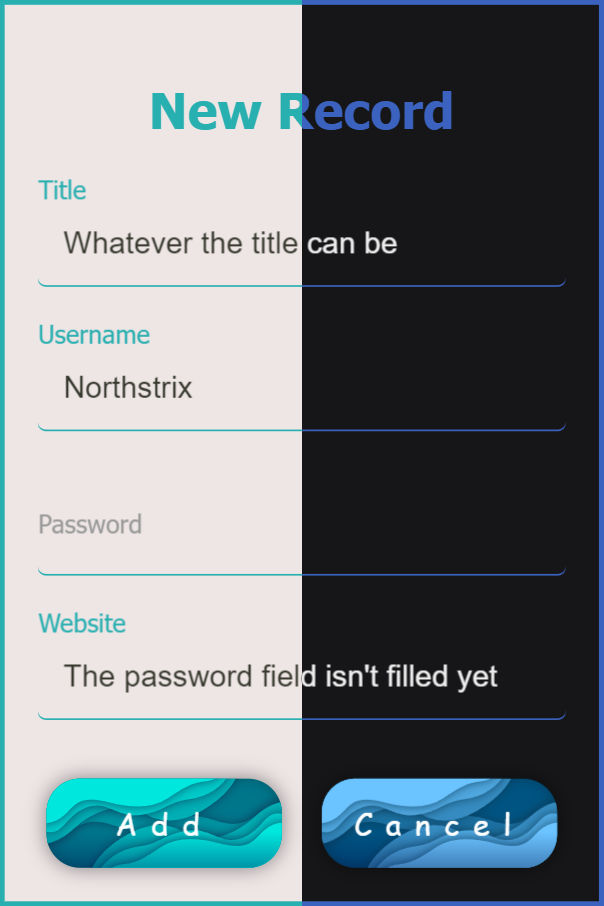 New Record
Title
Whatever the title can be
Username
Northstrix
Password
Website
The password field isn't filled yet
Add
Cancel